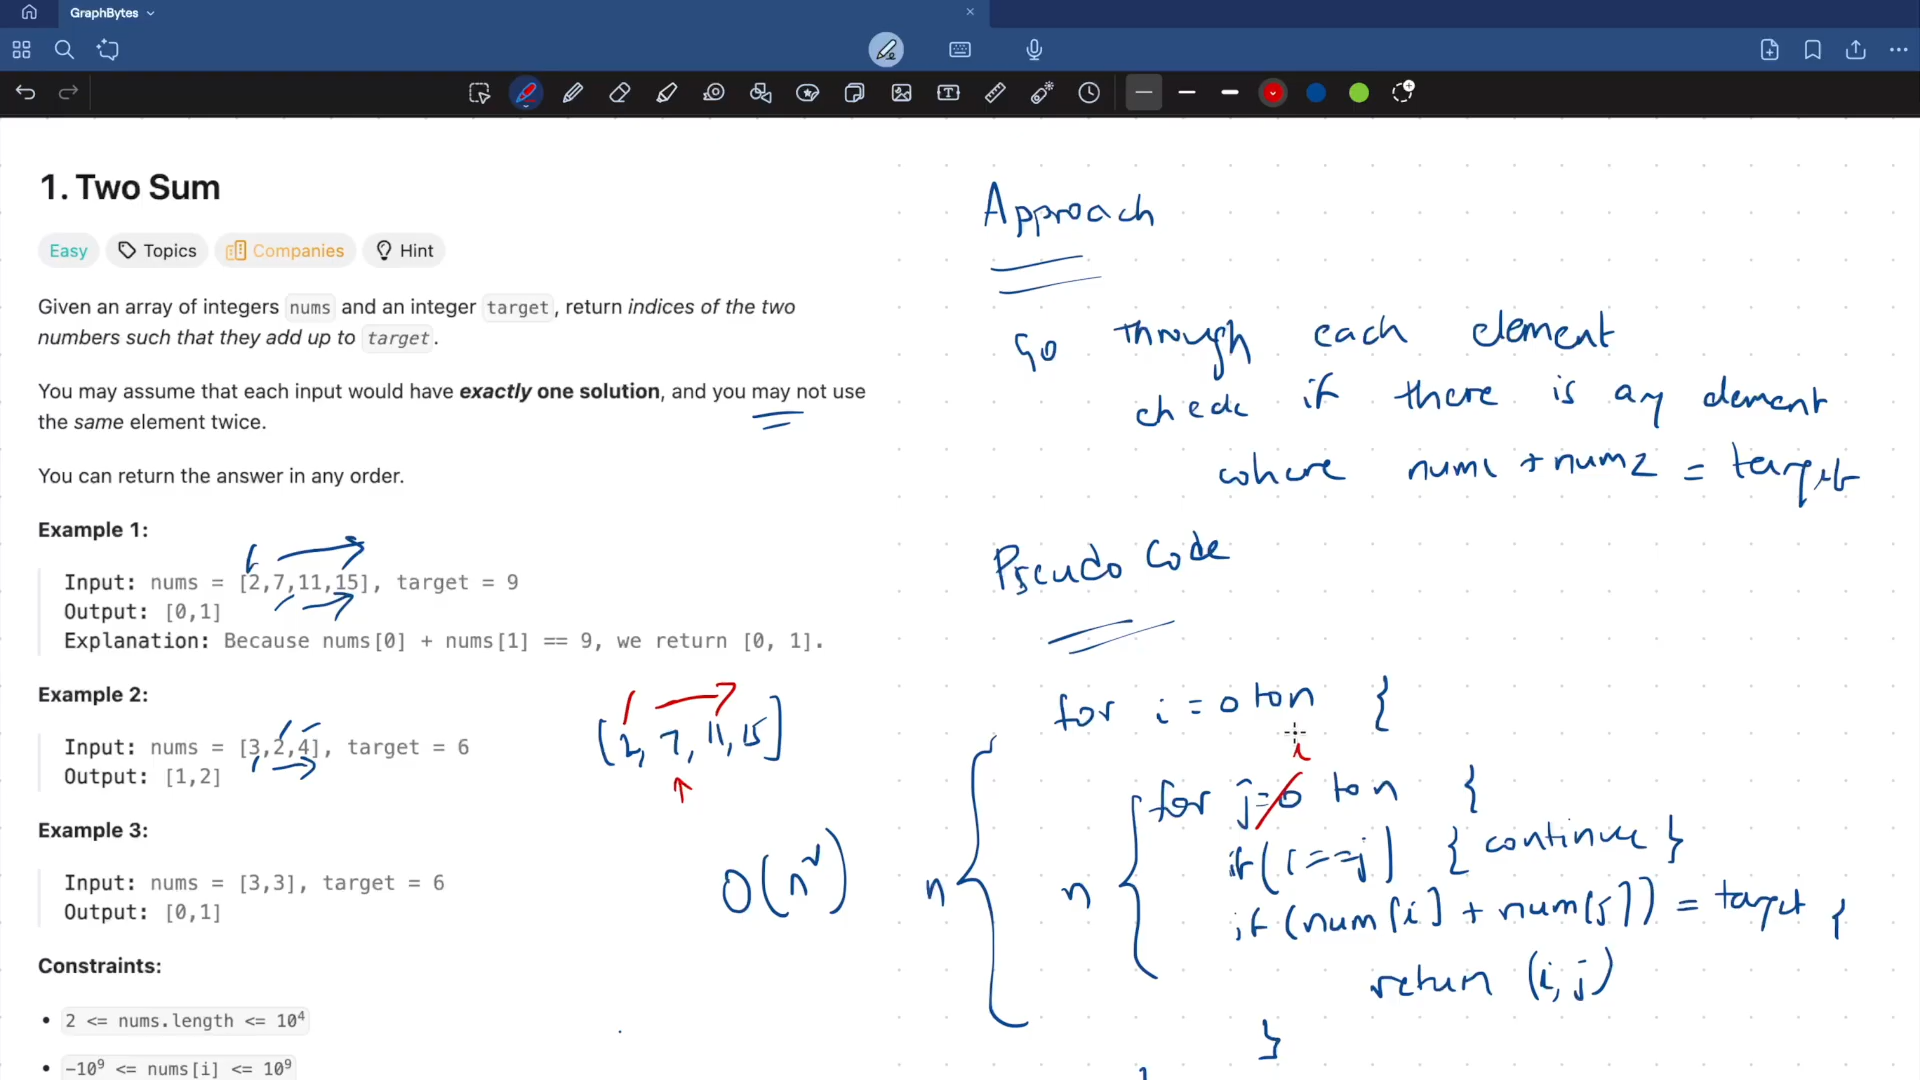 GraphBytes
1. Two Sum
Easy Topics Companies Hint
Given an array of integers nums and an integer target, return indices of the two
numbers such that they add up to target.
You may assume that each input would have exactly one solution, and you may not use
the same element twice.
You can return the answer in any order.
Example 1:
Input: nums = [2,7,11,15], target = 9
Output: [0,1]
Explanation: Because nums[0] + nums[1] == 9, we return [0, 1].
Example 2:
Input: nums = [3,2,4], target = 6
Output: [1,2]
Example 3:
Input: nums = [3,3], target = 6
Output: [0,1]
Constraints:
• 2 <= nums.length <= 10⁴
• -10⁹ <= nums[i] <= 10⁹
[2, 7, 11, 15]
O(n²)
Approach
Go through each element
check if there is any element
where num1 + num2 = target
Pseudo Code
for i = 0 to n {
i
n
for j=0 to n {
n
if (i==j) { continue }
if (num[i] + num[j]) = target {
return (i,j)
}